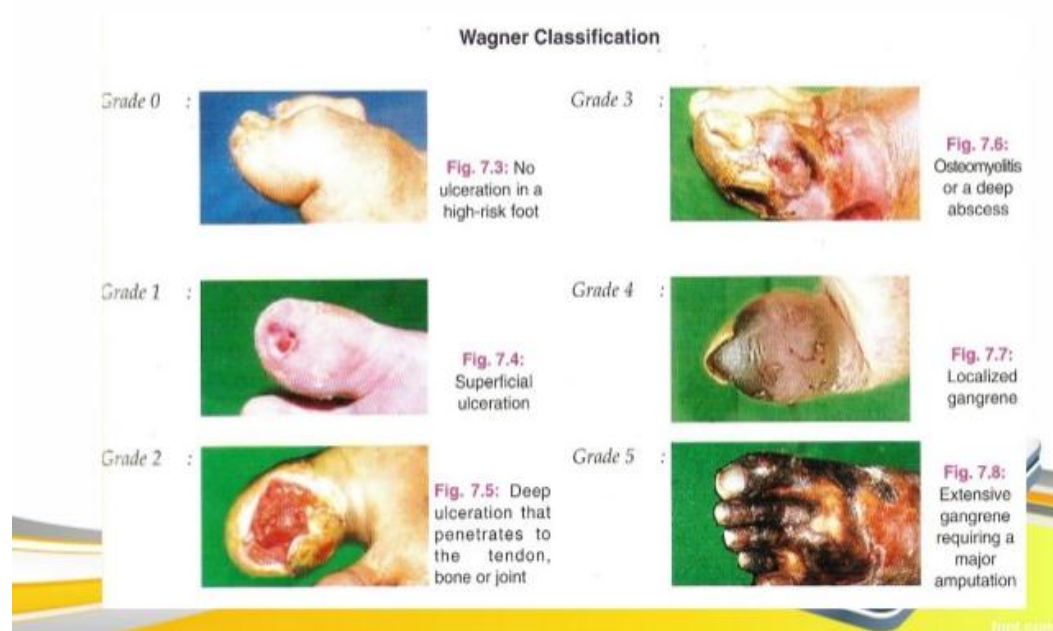 Wagner Classification
Grade 0 :
Fig. 7.3: No
ulceration in a
high-risk foot
Grade 1 :
Fig. 7.4:
Superficial
ulceration
Grade 2 :
Fig. 7.5: Deep
ulceration that
penetrates to
the tendon,
bone or joint
Grade 3 :
Fig. 7.6:
Osteomyelitis
or a deep
abscess
Grade 4 :
Fig. 7.7:
Localized
gangrene
Grade 5 :
Fig. 7.8:
Extensive
gangrene
requiring a
major
amputation